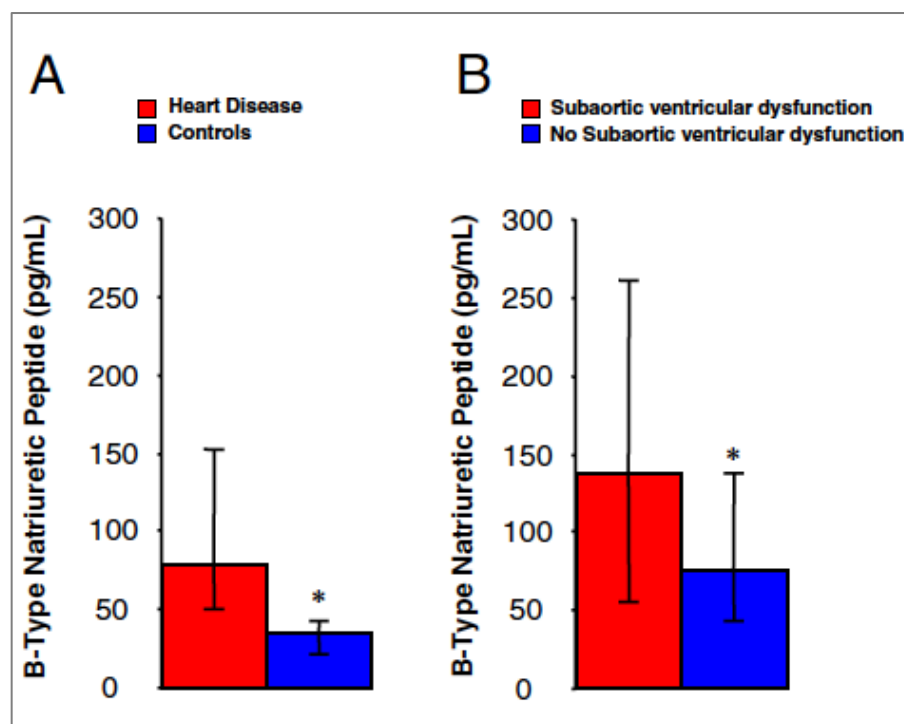 A
Heart Disease
Controls
B-Type Natriuretic Peptide (pg/mL)
300
250
200
150
100
50
0
*
B
Subaortic ventricular dysfunction
No Subaortic ventricular dysfunction
B-Type Natriuretic Peptide (pg/mL)
300
250
200
150
100
50
0
*